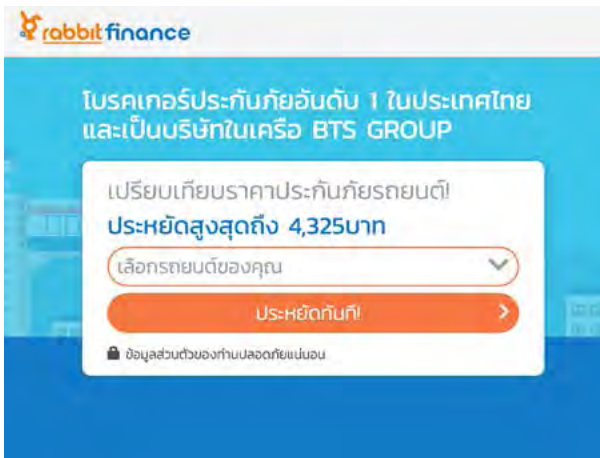 rabbit finance
โบรคเกอร์ประกันภัยอันดับ 1 ในประเทศไทย
และเป็นบริษัทในเครือ BTS GROUP
เปรียบเทียบราคาประกันภัยรถยนต์!
ประหยัดสูงสุดถึง 4,325บาท
เลือกรถยนต์ของคุณ
ประหยัดทันที!
ข้อมูลส่วนตัวของท่านปลอดภัยแน่นอน